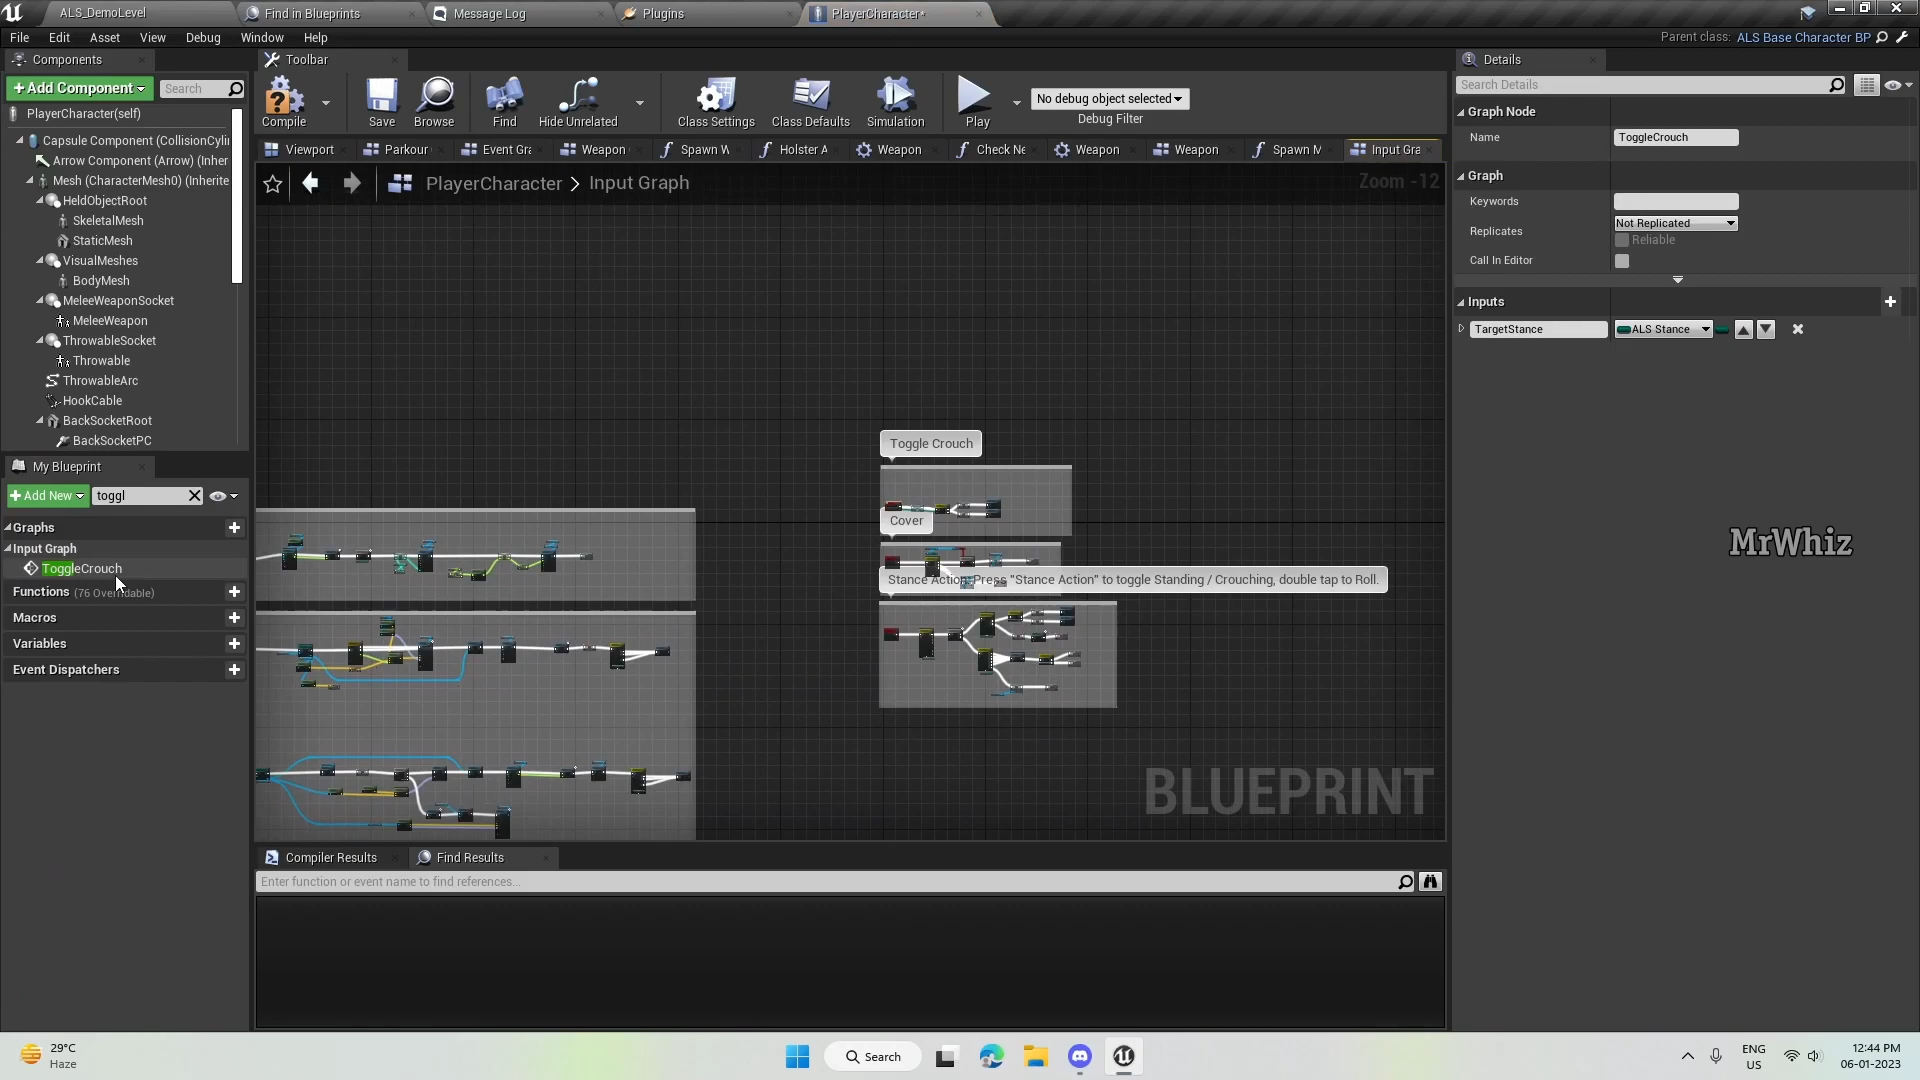 ALS_DemoLevel
Find in Blueprints
Message Log
Plugins
PlayerCharacter*
File Edit Asset View Debug Window Help
Parent class: ALS Base Character BP
Components
Toolbar
Details
+Add Component
Search
Compile
Save
Browse
Find
Hide Unrelated
Class Settings
Class Defaults
Simulation
Play
No debug object selected
Debug Filter
Search Details
PlayerCharacter(self)
Capsule Component (CollisionCyli
Arrow Component (Arrow) (Inher
Mesh (CharacterMesh0) (Inherite
HeldObjectRoot
SkeletalMesh
StaticMesh
VisualMeshes
BodyMesh
MeleeWeaponSocket
MeleeWeapon
ThrowableSocket
Throwable
ThrowableArc
HookCable
BackSocketRoot
BackSocketPC
Viewport
Parkour
Event Gra
Weapon
Spawn W
Holster A
Weapon
Check Ne
Weapon
Weapon
Spawn M
Input Gra
PlayerCharacter > Input Graph
Zoom -12
Graph Node
Name
ToggleCrouch
Graph
Keywords
Replicates
Not Replicated
Reliable
Call In Editor
Inputs
TargetStance
ALS Stance
My Blueprint
+Add New
toggl
Graphs
Input Graph
ToggleCrouch
Functions (76 Overridable)
Macros
Variables
Event Dispatchers
Toggle Crouch
Cover
Stance Action: Press "Stance Action" to toggle Standing / Crouching, double tap to Roll.
MrWhiz
BLUEPRINT
Compiler Results
Find Results
Enter function or event name to find references...
29°C
Haze
Search
ENG
US
12:44 PM
06-01-2023